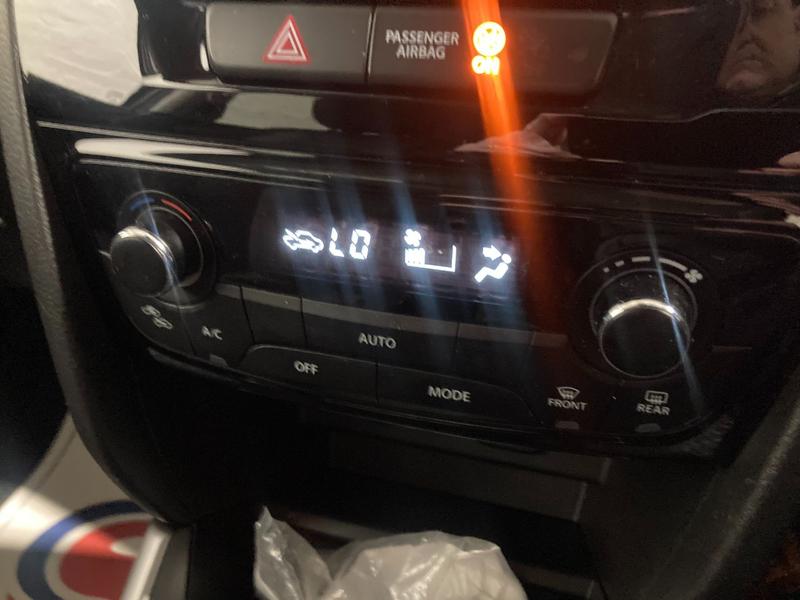 PASSENGER
AIRBAG
ON
LO
A/C
AUTO
OFF
MODE
FRONT
REAR